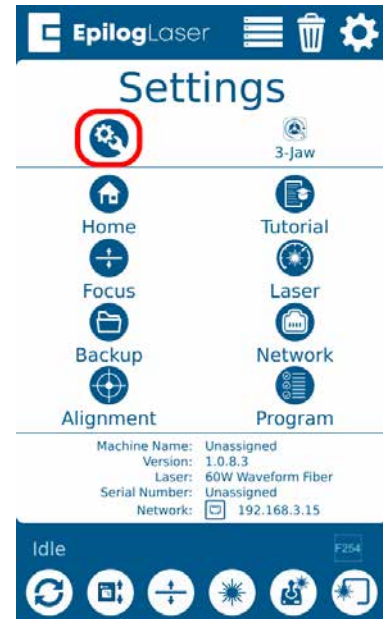 EpilogLaser
Settings
3-Jaw
Home Tutorial
Focus Laser
Backup Network
Alignment Program
Machine Name: Unassigned
Version: 1.0.8.3
Laser: 60W Waveform Fiber
Serial Number: Unassigned
Network: 192.168.3.15
Idle F254